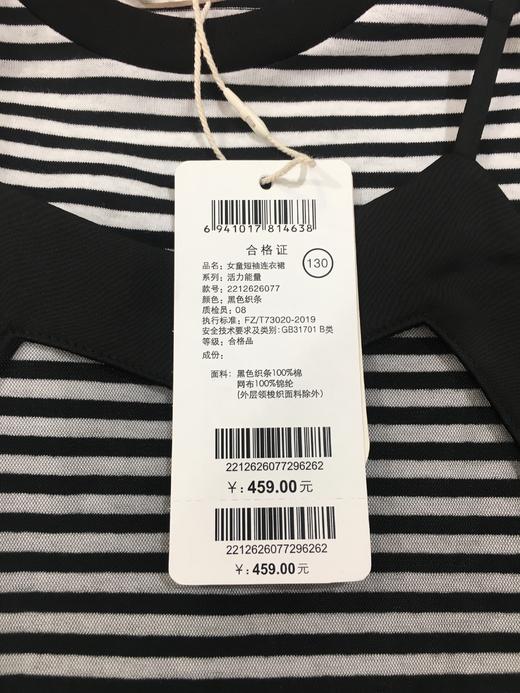 6 941017 814638
合格证
130
品名: 女童短袖连衣裙
系列: 活力能量
款号: 2212626077
颜色: 黑色织条
质检员: 08
执行标准: FZ/T73020-2019
安全技术要求及类别: GB31701 B类
等级: 合格品
成份:
面料: 黑色织条100%棉
网布100%锦纶
(外层领梭织面料除外)
2212626077296262
￥: 459.00元
2212626077296262
￥: 459.00元